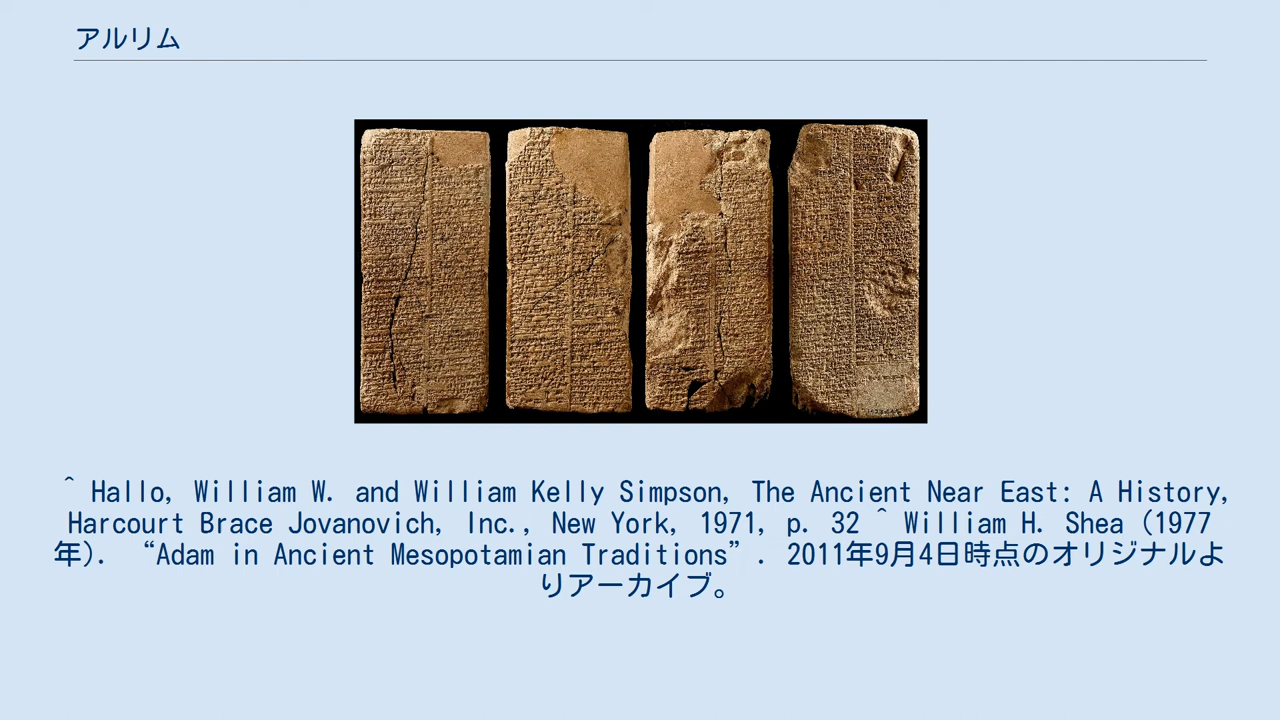 アルリム
^ Hallo, William W. and William Kelly Simpson, The Ancient Near East: A History,
Harcourt Brace Jovanovich, Inc., New York, 1971, p. 32 ^ William H. Shea (1977
年). “Adam in Ancient Mesopotamian Traditions”. 2011年9月4日時点のオリジナルよ
りアーカイブ。